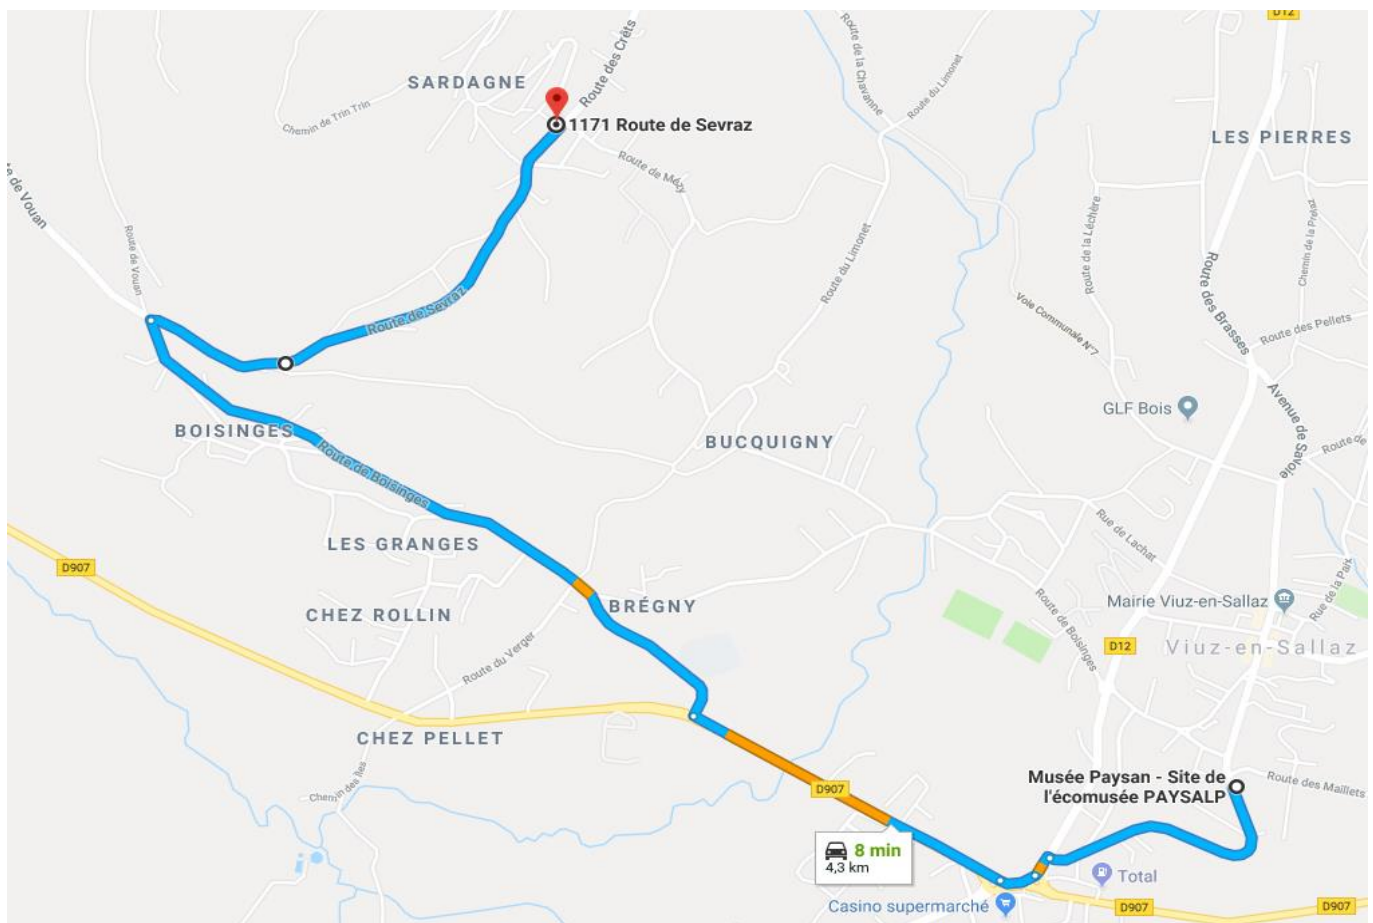 D12
SARDAGNE
Route des Crêts
Route de la Chavanne
Route du Limonet
Chemin de Trin Trin
1171 Route de Sevraz
LES PIERRES
Route de Mézy
te de Vouan
Route de Vouan
Route de la Léchère
Chemin de la Prélaz
Route du Limonet
Route des Brasses
Route de Sevraz
Voie Communale N°7
Route des Pellets
GLF Bois
Avenue de Savoie
BOISINGES
BUCQUIGNY
Route de
Route de Boisinges
Rue de Lachat
LES GRANGES
D907
Rue de la Park
CHEZ ROLLIN
BRÉGNY
Mairie Viuz-en-Sallaz
Route de Boisinges
Route du Verger
D12
Viuz-en-Sallaz
CHEZ PELLET
Chemin des Îles
D907
Musée Paysan - Site de
l'écomusée PAYSALP
Route des Maillets
8 min
4,3 km
Total
Casino supermarché
D907
D907